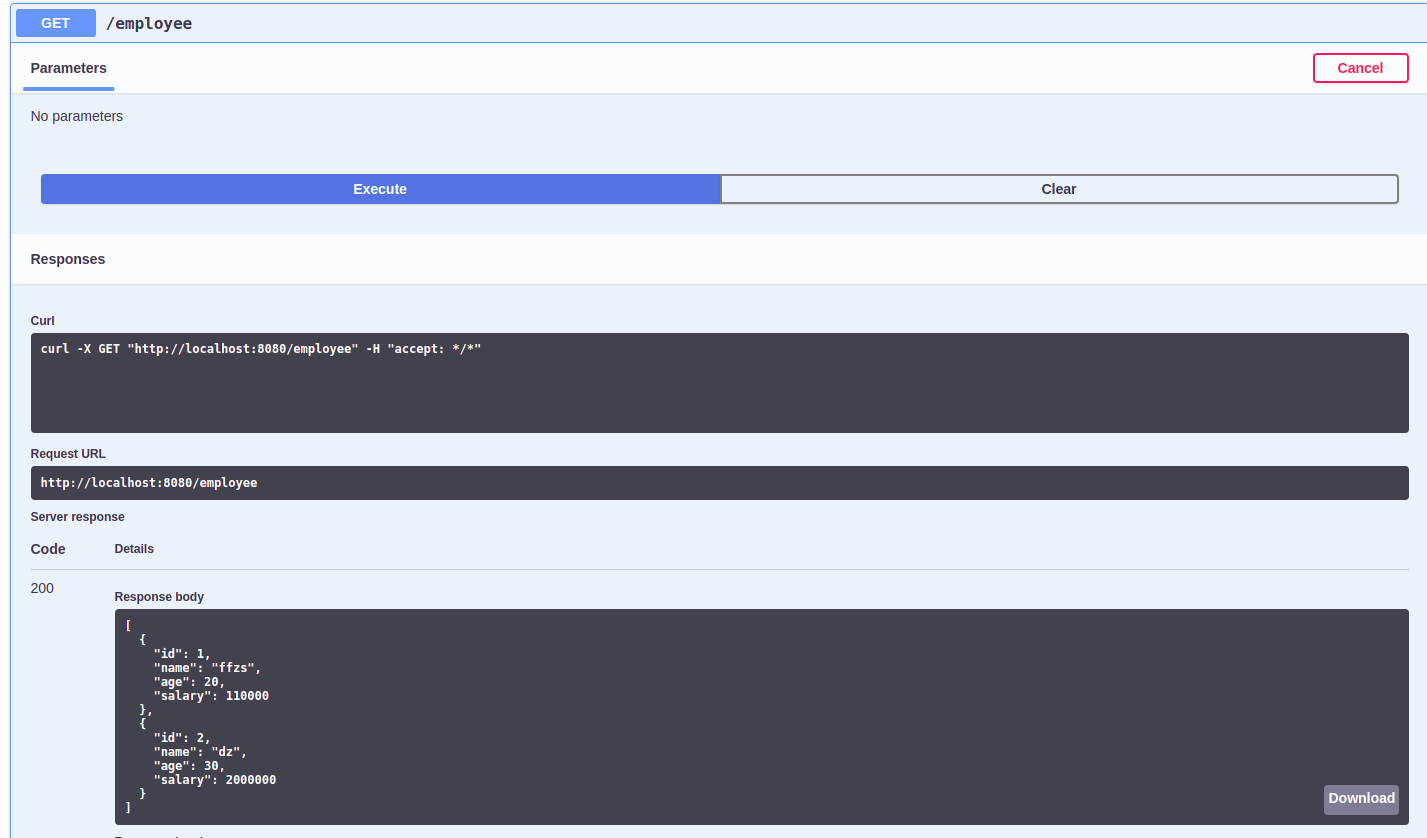 GET /employee
Parameters
Cancel
No parameters
Execute
Clear
Responses
Curl
curl -X GET "http://localhost:8080/employee" -H "accept: */*"
Request URL
http://localhost:8080/employee
Server response
Code Details
200
Response body
[
  {
    "id": 1,
    "name": "ffzs",
    "age": 20,
    "salary": 110000
  },
  {
    "id": 2,
    "name": "dz",
    "age": 30,
    "salary": 2000000
  }
]
Download